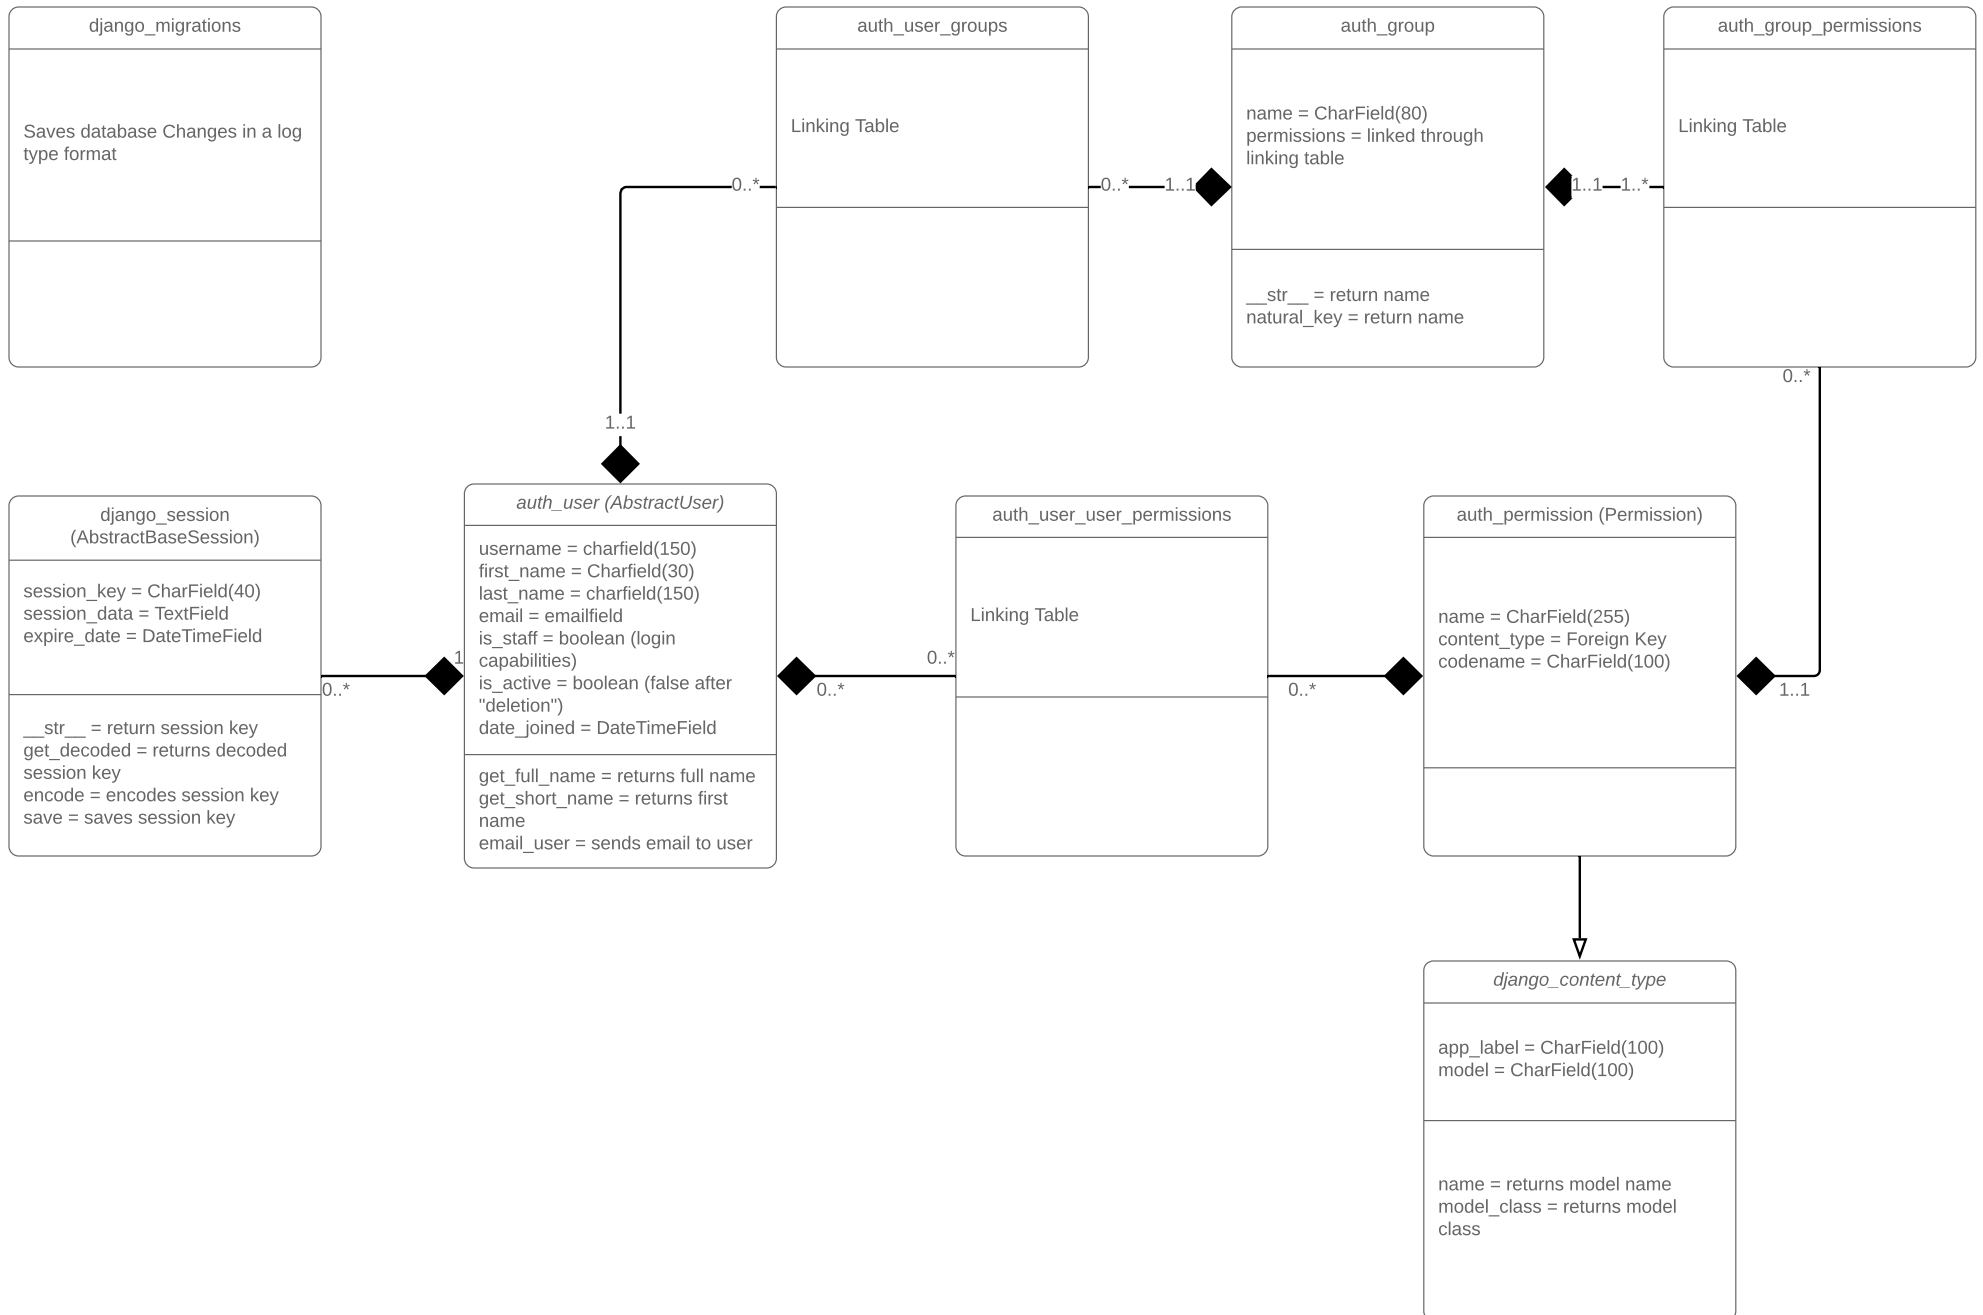 django_migrations
Saves database Changes in a log
type format
auth_user_groups
Linking Table
auth_group
name = CharField(80)
permissions = linked through
linking table
__str__ = return name
natural_key = return name
auth_group_permissions
Linking Table
0..*
0..*
1..1
1..1
1..*
0..*
1..1
django_session
(AbstractBaseSession)
session_key = CharField(40)
session_data = TextField
expire_date = DateTimeField
__str__ = return session key
get_decoded = returns decoded
session key
encode = encodes session key
save = saves session key
0..*
1
auth_user (AbstractUser)
username = charfield(150)
first_name = Charfield(30)
last_name = charfield(150)
email = emailfield
is_staff = boolean (login
capabilities)
is_active = boolean (false after
"deletion")
date_joined = DateTimeField
get_full_name = returns full name
get_short_name = returns first
name
email_user = sends email to user
0..*
0..*
auth_user_user_permissions
Linking Table
0..*
auth_permission (Permission)
name = CharField(255)
content_type = Foreign Key
codename = CharField(100)
1..1
django_content_type
app_label = CharField(100)
model = CharField(100)
name = returns model name
model_class = returns model
class